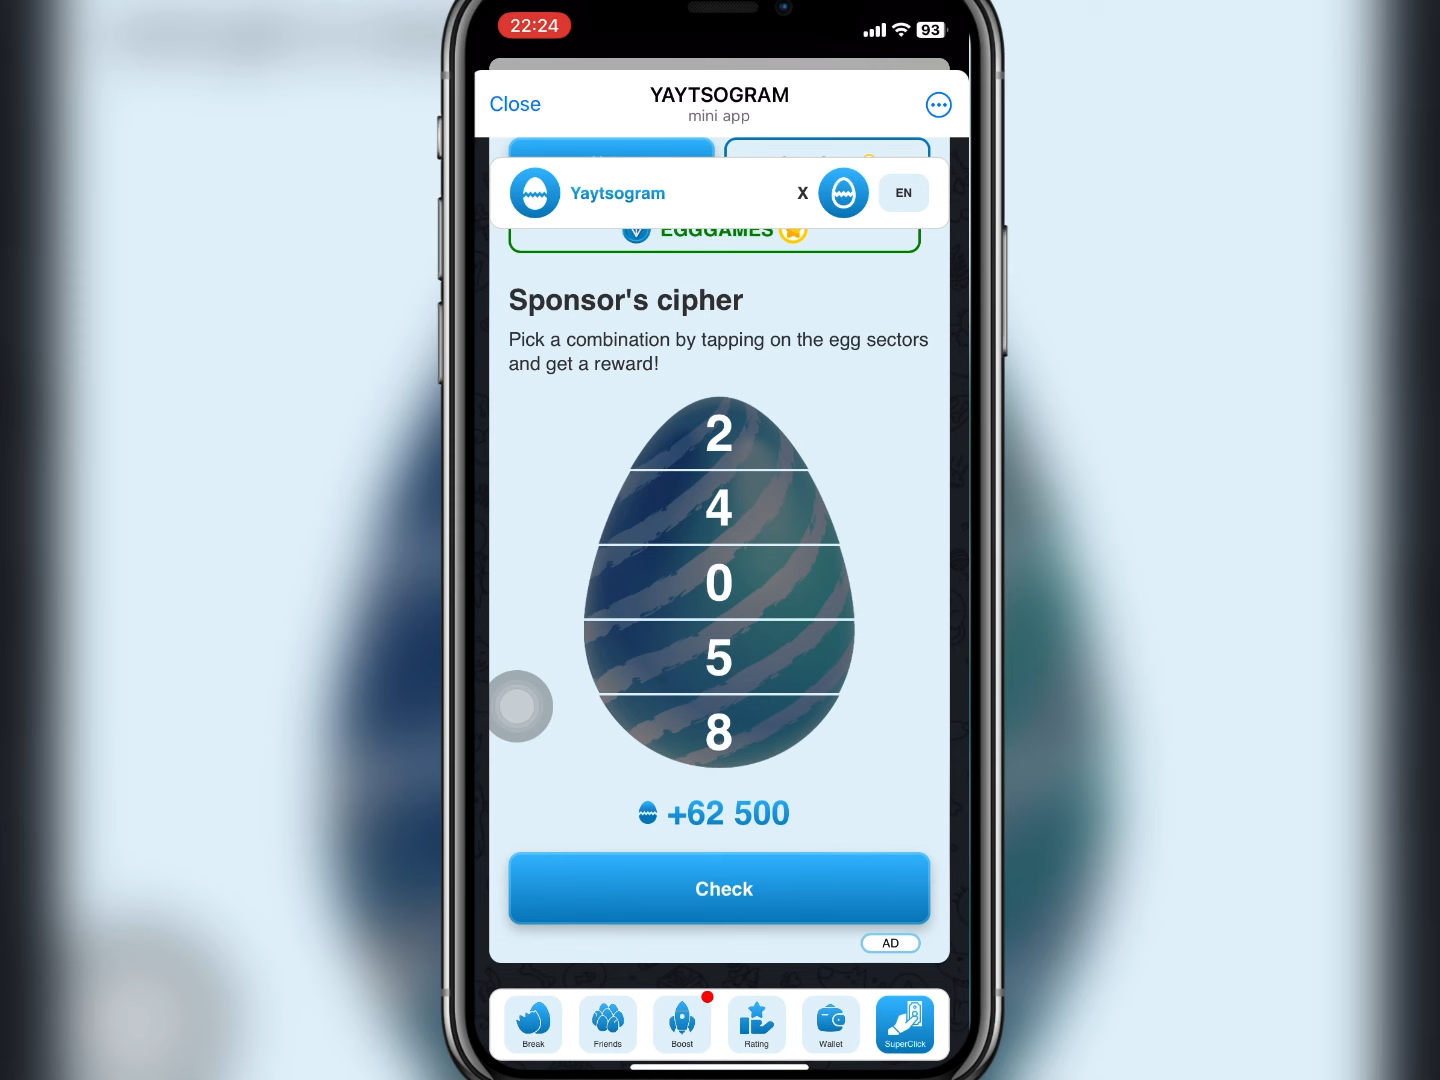 22:24
93
Close
YAYTSOGRAM
mini app
Yaytsogram
X
EN
EGGGAMES
Sponsor's cipher
Pick a combination by tapping on the egg sectors
and get a reward!
2
4
0
5
8
+62 500
Check
AD
Break
Friends
Boost
Rating
Wallet
SuperClick